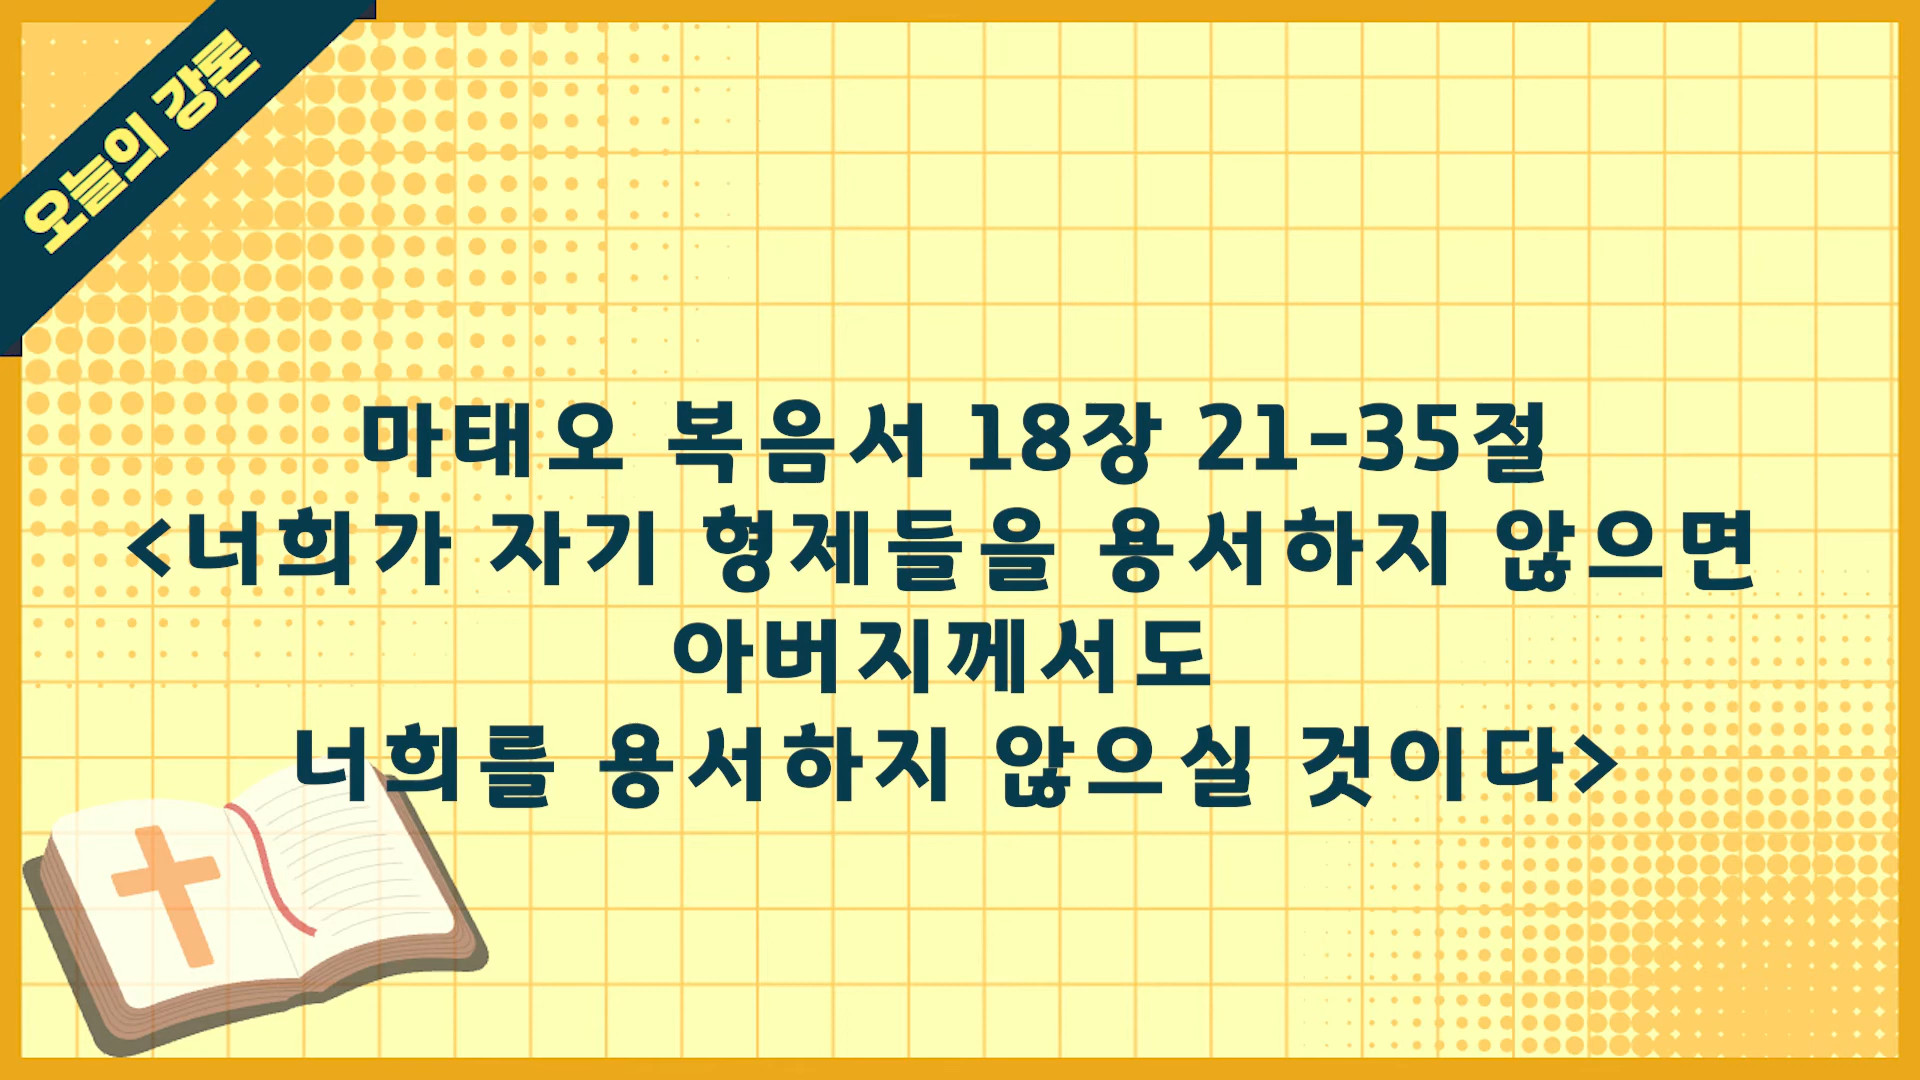 오늘의 강론
마태오 복음서 18장 21-35절
<너희가 자기 형제들을 용서하지 않으면
아버지께서도
너희를 용서하지 않으실 것이다>